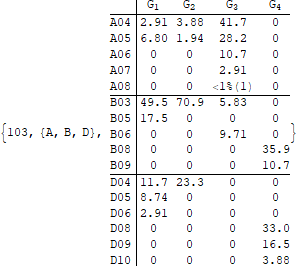 G1 G2 G3 G4
A04 2.91 3.88 41.7 0
A05 6.80 1.94 28.2 0
A06 0 0 10.7 0
A07 0 0 2.91 0
A08 0 0 <1%(1) 0
B03 49.5 70.9 5.83 0
B05 17.5 0 0 0
{103, {A, B, D}, B06 0 0 9.71 0 }
B08 0 0 0 35.9
B09 0 0 0 10.7
D04 11.7 23.3 0 0
D05 8.74 0 0 0
D06 2.91 0 0 0
D08 0 0 0 33.0
D09 0 0 0 16.5
D10 0 0 0 3.88